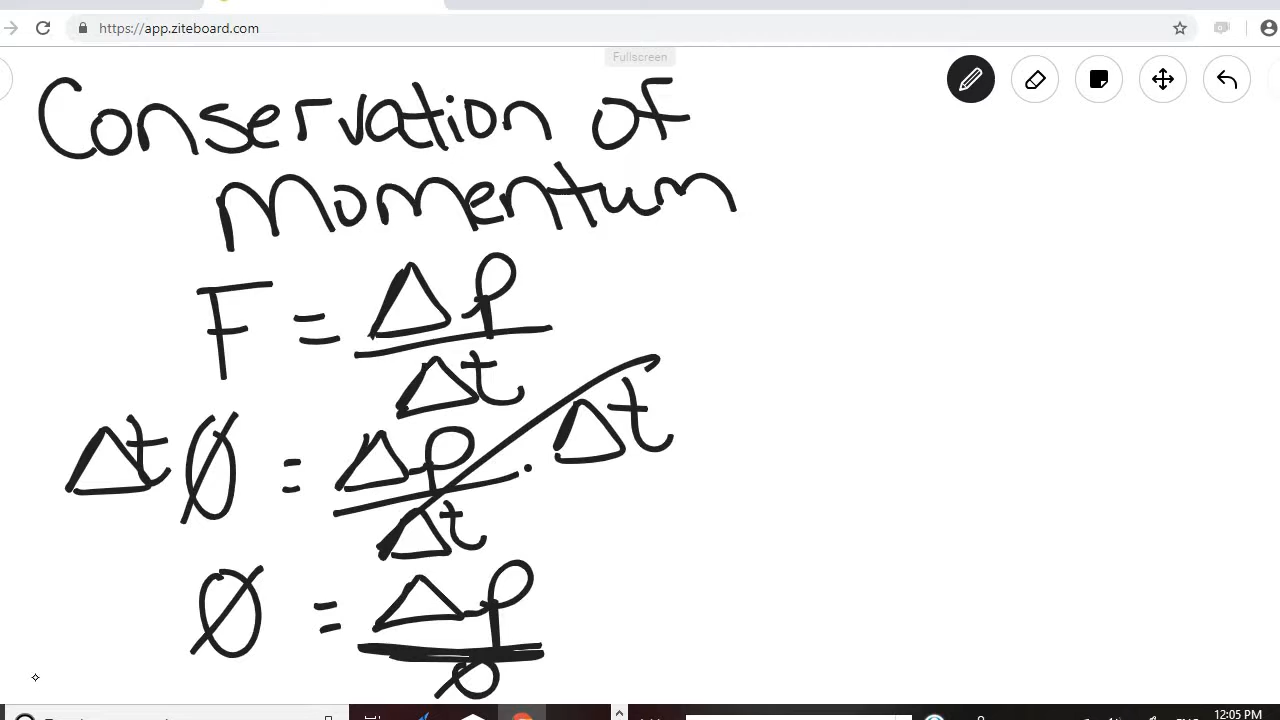 https://app.ziteboard.com
Fullscreen
Conservation of
Momentum
F = Δp / Δt
Δt Ø = Δp / Δt · Δt
Ø = Δp / Ø
12:05 PM